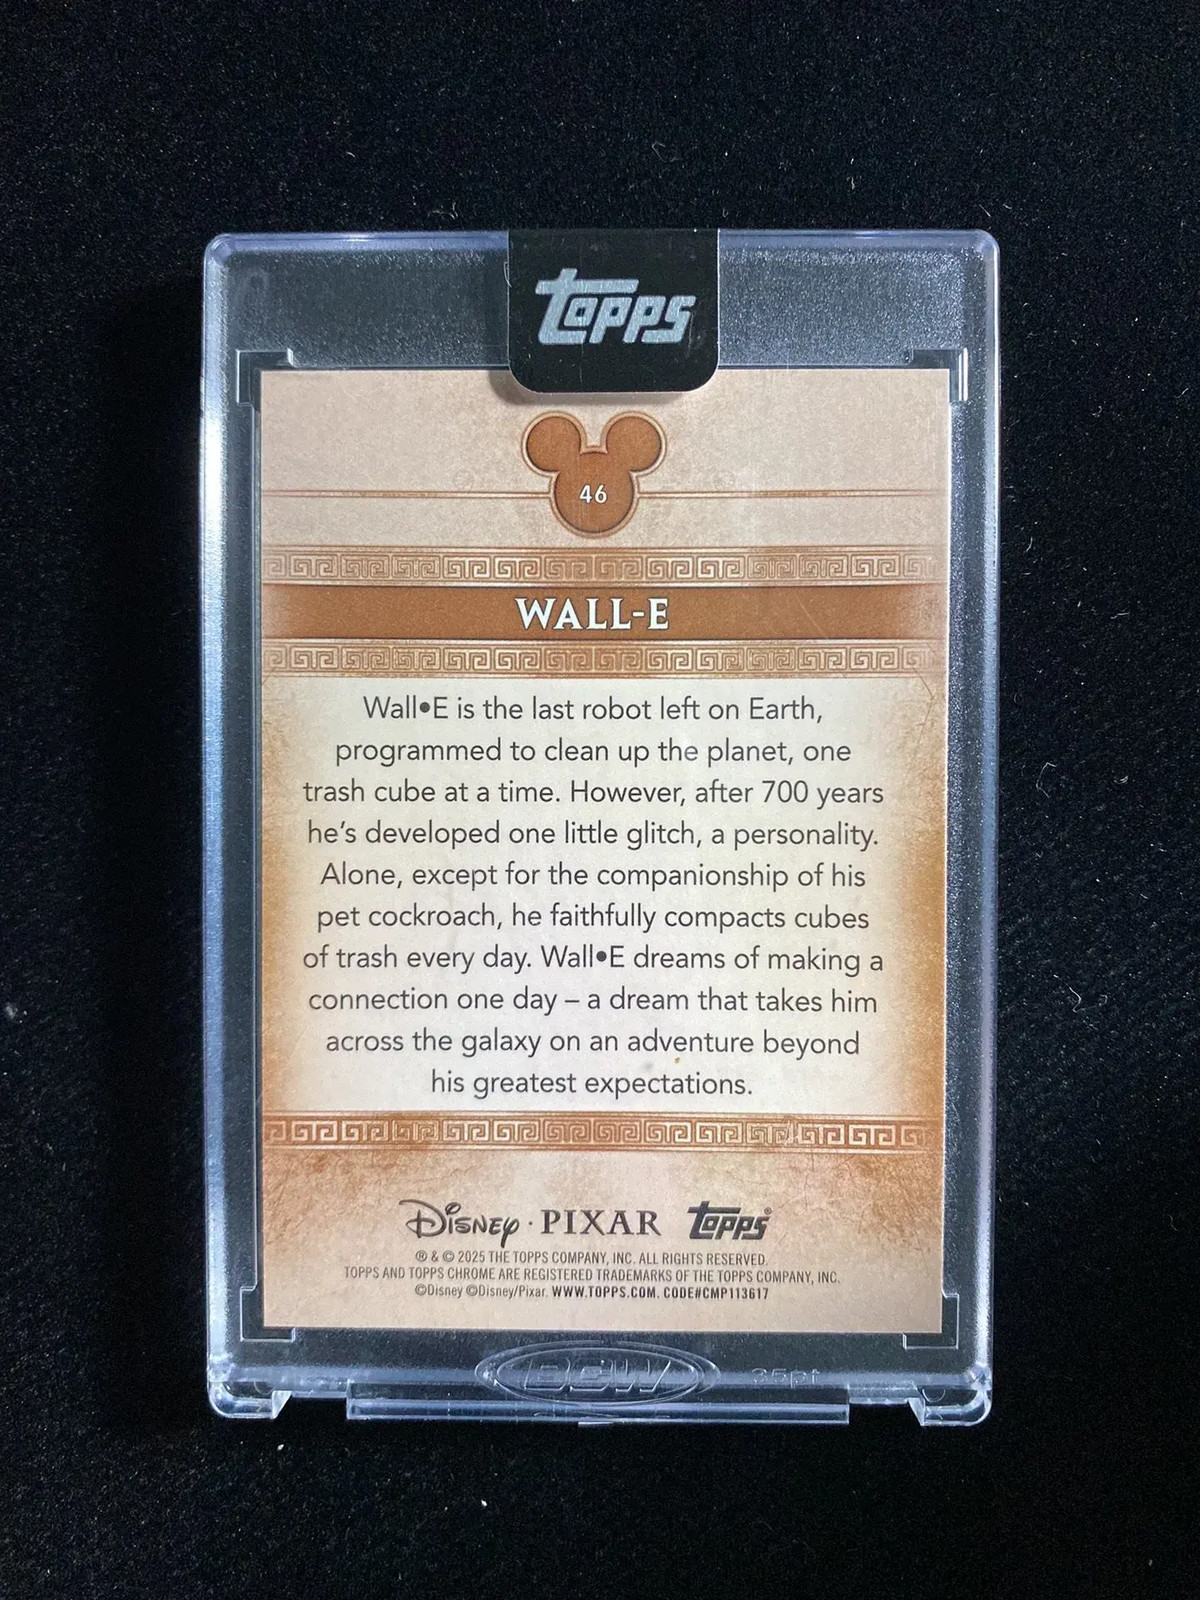 topps
46
WALL-E
Wall•E is the last robot left on Earth,
programmed to clean up the planet, one
trash cube at a time. However, after 700 years
he's developed one little glitch, a personality.
Alone, except for the companionship of his
pet cockroach, he faithfully compacts cubes
of trash every day. Wall•E dreams of making a
connection one day – a dream that takes him
across the galaxy on an adventure beyond
his greatest expectations.
Disney · PIXAR topps®
® & © 2025 THE TOPPS COMPANY, INC. ALL RIGHTS RESERVED.
TOPPS AND TOPPS CHROME ARE REGISTERED TRADEMARKS OF THE TOPPS COMPANY, INC.
©Disney ©Disney/Pixar. WWW.TOPPS.COM. CODE#CMP113617
BCW 35pt